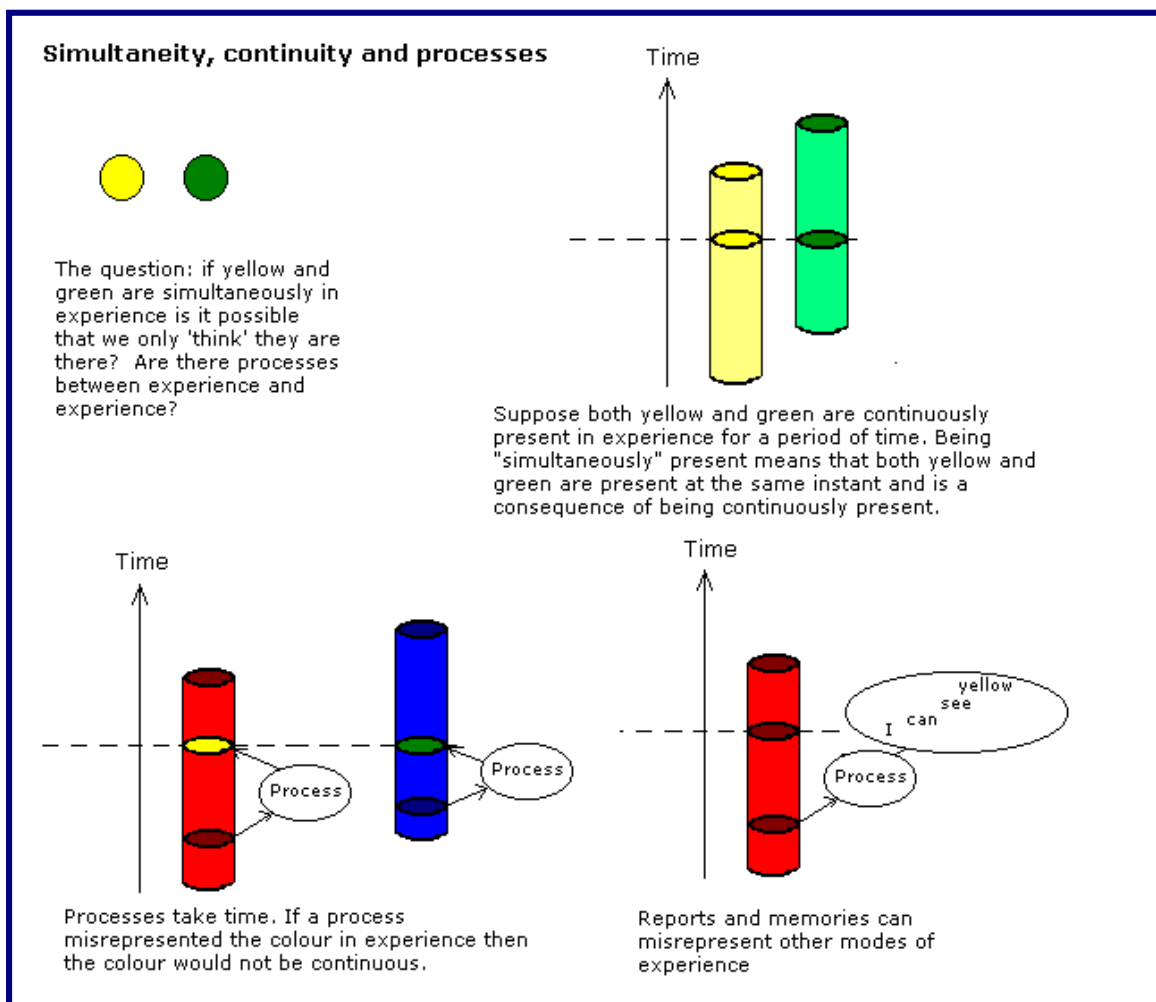 Simultaneity, continuity and processes
Time
The question: if yellow and
green are simultaneously in
experience is it possible
that we only 'think' they are
there?  Are there processes
between experience and
experience?
Suppose both yellow and green are continuously
present in experience for a period of time. Being
"simultaneously" present means that both yellow and
green are present at the same instant and is a
consequence of being continuously present.
Time
Process
Process
Processes take time. If a process
misrepresented the colour in experience then
the colour would not be continuous.
Time
I can see yellow
Process
Reports and memories can
misrepresent other modes of
experience